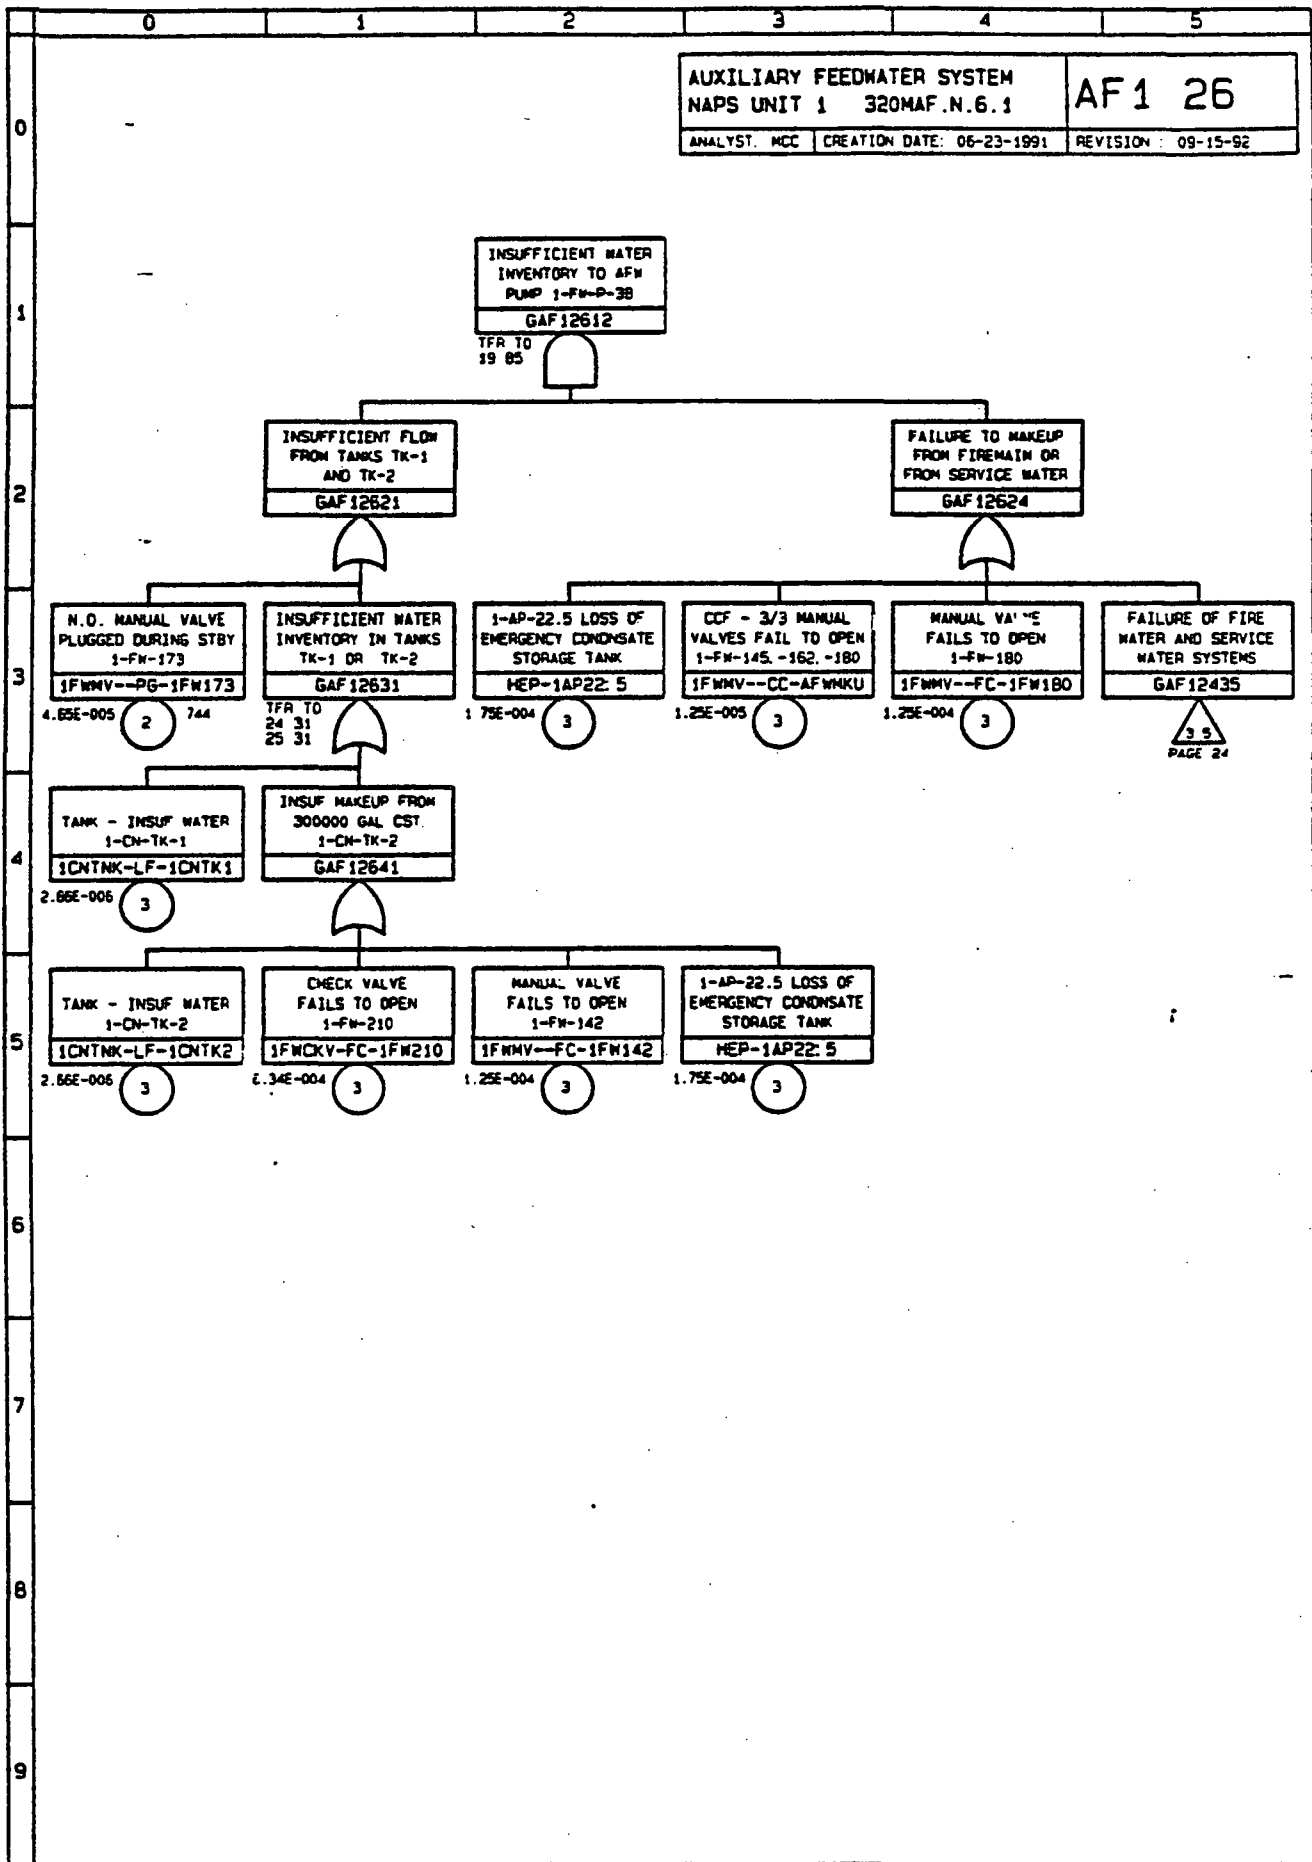 0 1 2 3 4 5
AUXILIARY FEEDWATER SYSTEM
NAPS UNIT 1 320MAF.N.6.1
AF1 26
ANALYST. MCC CREATION DATE: 06-23-1991 REVISION : 09-15-92
0
INSUFFICIENT WATER
INVENTORY TO AFW
PUMP 1-FW-P-3B
GAF12612
TFR TO
19 85
1
INSUFFICIENT FLOW
FROM TANKS TK-1
AND TK-2
GAF12621
FAILURE TO MAKEUP
FROM FIREMAIN OR
FROM SERVICE WATER
GAF12624
2
N.O. MANUAL VALVE
PLUGGED DURING STBY
1-FW-173
1FWMV--PG-1FW173
4.65E-005
2
744
INSUFFICIENT WATER
INVENTORY IN TANKS
TK-1 OR TK-2
GAF12631
TFR TO
24 31
25 31
1-AP-22.5 LOSS OF
EMERGENCY CONDNSATE
STORAGE TANK
HEP-1AP22:5
1 75E-004
3
CCF - 3/3 MANUAL
VALVES FAIL TO OPEN
1-FW-145.-162.-180
1FWMV--CC-AFWMKU
1.25E-005
3
MANUAL
FAILS TO OPEN
1-FW-180
1FWMV--FC-1FW180
1.25E-004
3
FAILURE OF FIRE
WATER AND SERVICE
WATER SYSTEMS
GAF12435
3 5
PAGE 24
3
TANK - INSUF WATER
1-CN-TK-1
1CNTNK-LF-1CNTK1
2.66E-006
3
INSUF MAKEUP FROM
300000 GAL CST.
1-CN-TK-2
GAF12641
4
TANK - INSUF WATER
1-CN-TK-2
1CNTNK-LF-1CNTK2
2.66E-006
3
CHECK VALVE
FAILS TO OPEN
1-FW-210
1FWCKV-FC-1FW210
3
MANUAL VALVE
FAILS TO OPEN
1-FW-142
1FWMV--FC-1FW142
1.25E-004
3
1-AP-22.5 LOSS OF
EMERGENCY CONDNSATE
STORAGE TANK
HEP-1AP22:5
1.75E-004
3
5
6
7
8
9